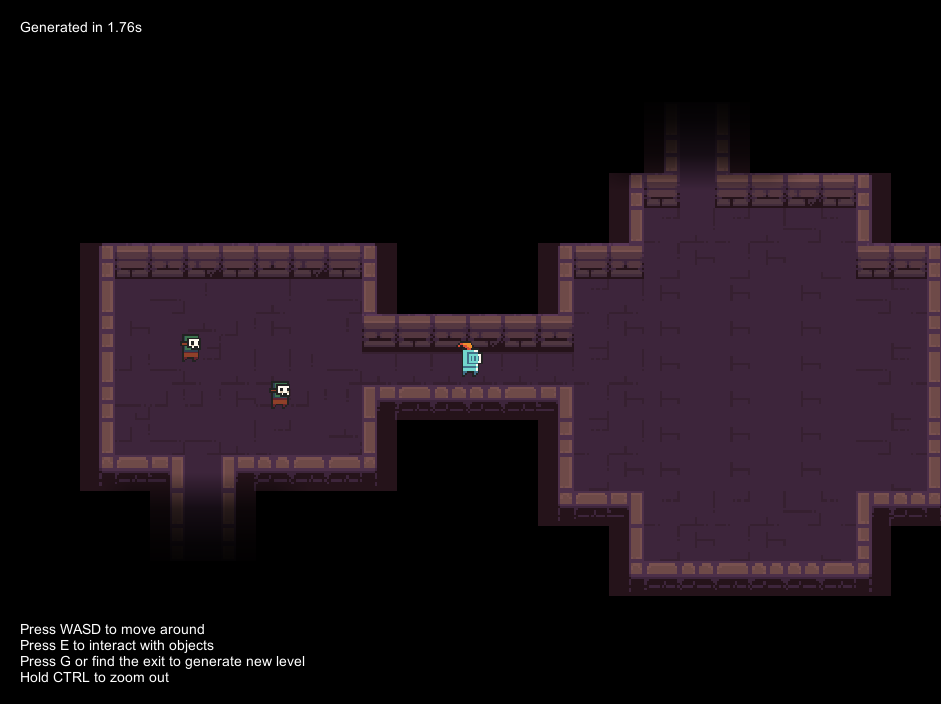 Generated in 1.76s
Press WASD to move around
Press E to interact with objects
Press G or find the exit to generate new level
Hold CTRL to zoom out